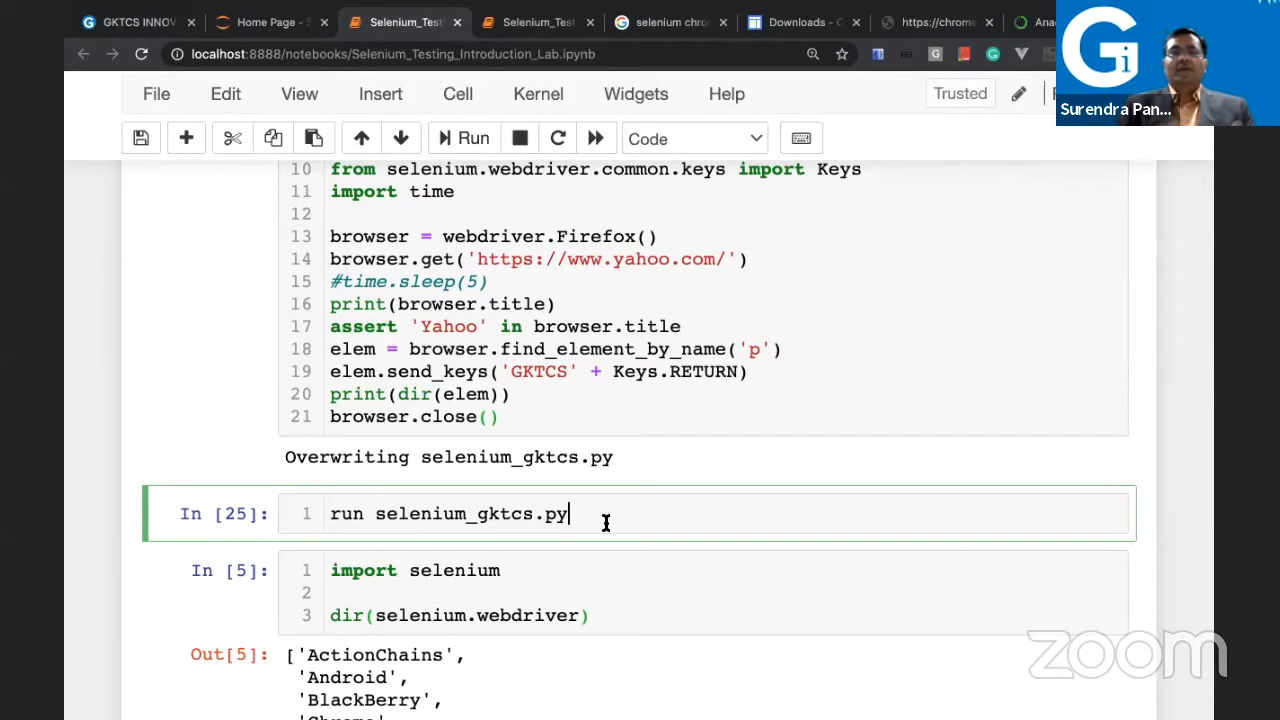 GKTCS INNOV
Home Page - S
Selenium_Test
Selenium_Test
selenium chro
Downloads - C
https://chrome
Ana
localhost:8888/notebooks/Selenium_Testing_Introduction_Lab.ipynb
Gi
Surendra Pan...
File Edit View Insert Cell Kernel Widgets Help Trusted
Run Code
10 from selenium.webdriver.common.keys import Keys
11 import time
12
13 browser = webdriver.Firefox()
14 browser.get('https://www.yahoo.com/')
15 #time.sleep(5)
16 print(browser.title)
17 assert 'Yahoo' in browser.title
18 elem = browser.find_element_by_name('p')
19 elem.send_keys('GKTCS' + Keys.RETURN)
20 print(dir(elem))
21 browser.close()
Overwriting selenium_gktcs.py
In [25]: 1 run selenium_gktcs.py
In [5]: 1 import selenium
2
3 dir(selenium.webdriver)
Out[5]: ['ActionChains',
'Android',
'BlackBerry',
'Chrome',
zoom